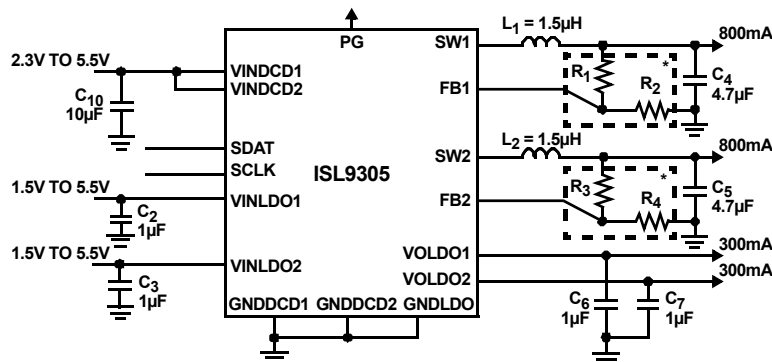 PG
L1 = 1.5µH
SW1
800mA
2.3V TO 5.5V
VINDCD1
VINDCD2
FB1
R1
*
R2
C4
4.7µF
C10
10µF
L2 = 1.5µH
800mA
SDAT
SCLK
ISL9305
SW2
1.5V TO 5.5V
VINLDO1
FB2
R3
*
R4
C5
4.7µF
C2
1µF
VOLDO1
300mA
1.5V TO 5.5V
VINLDO2
VOLDO2
300mA
C3
1µF
GNDDCD1 GNDDCD2 GNDLDO
C6
1µF
C7
1µF